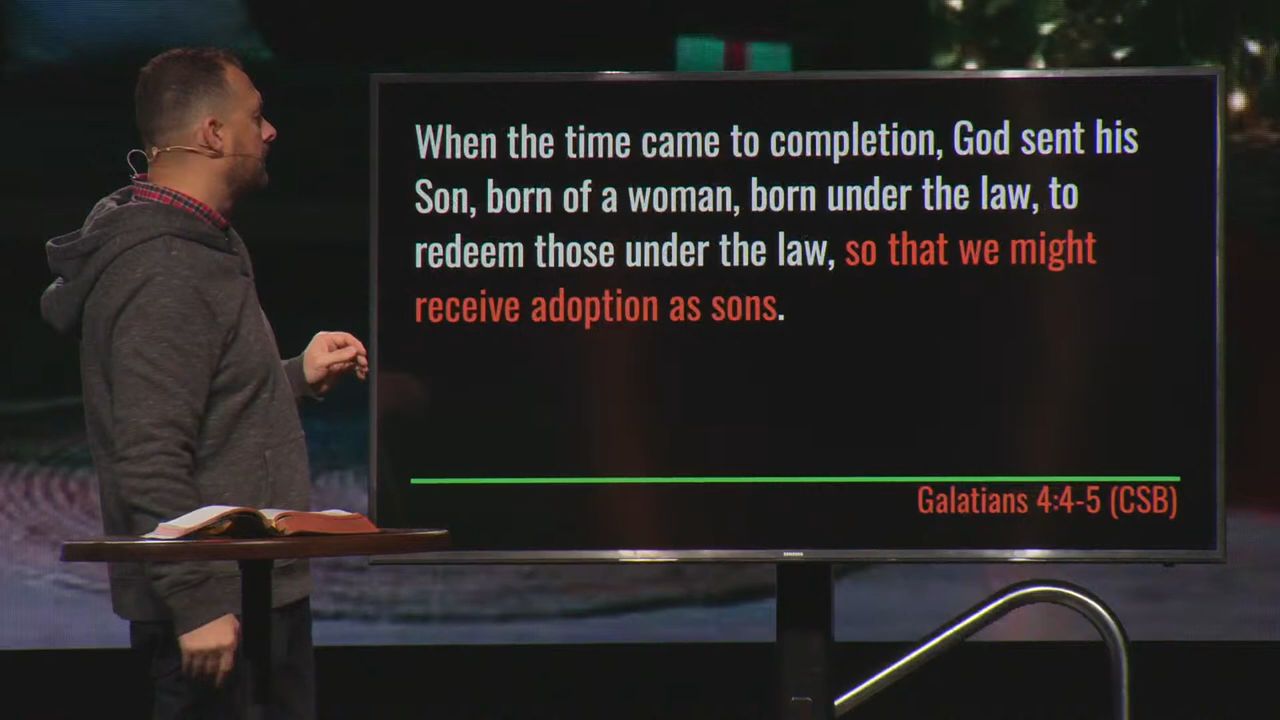 When the time came to completion, God sent his
Son, born of a woman, born under the law, to
redeem those under the law, so that we might
receive adoption as sons.
Galatians 4:4-5 (CSB)